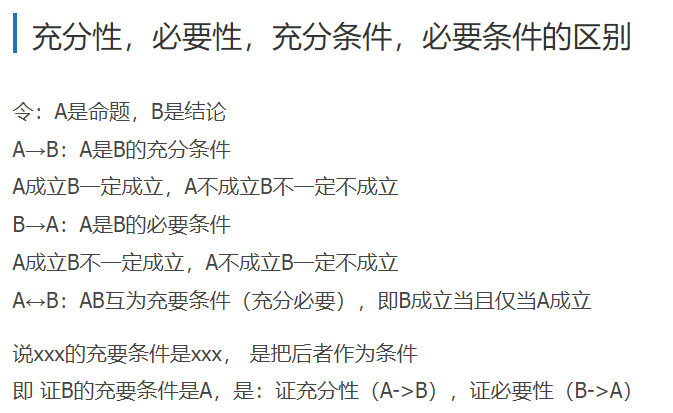 充分性，必要性，充分条件，必要条件的区别
令：A是命题，B是结论
A→B：A是B的充分条件
A成立B一定成立，A不成立B不一定不成立
B→A：A是B的必要条件
A成立B不一定成立，A不成立B一定不成立
A↔B：AB互为充要条件（充分必要），即B成立当且仅当A成立
说xxx的充要条件是xxx， 是把后者作为条件
即 证B的充要条件是A，是：证充分性（A->B），证必要性（B->A）